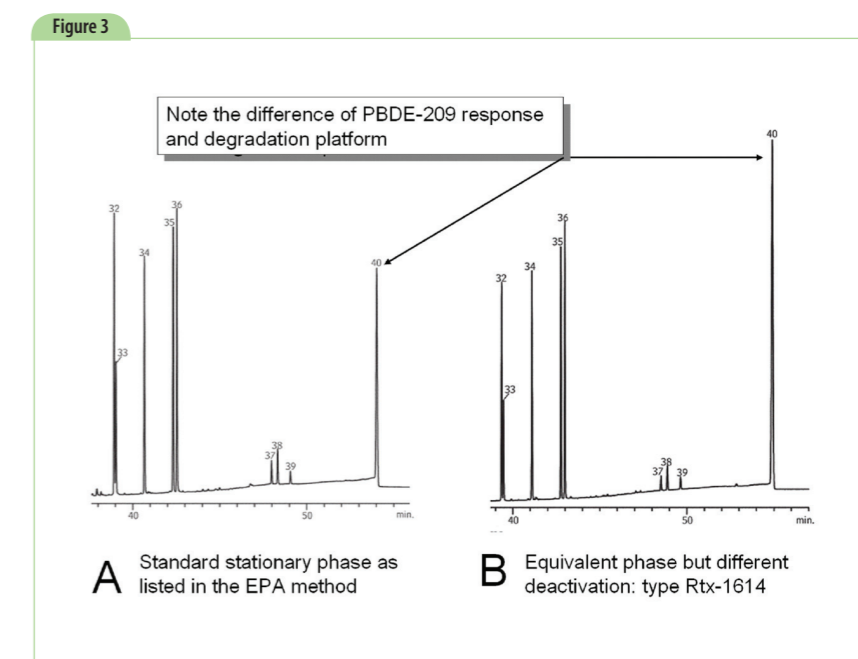 Figure 3
Note the difference of PBDE-209 response
and degradation platform
32
33
34
35
36
37
38
39
40
40
50
min.
32
33
34
35
36
37
38
39
40
40
50
min.
A
Standard stationary phase as
listed in the EPA method
B
Equivalent phase but different
deactivation: type Rtx-1614